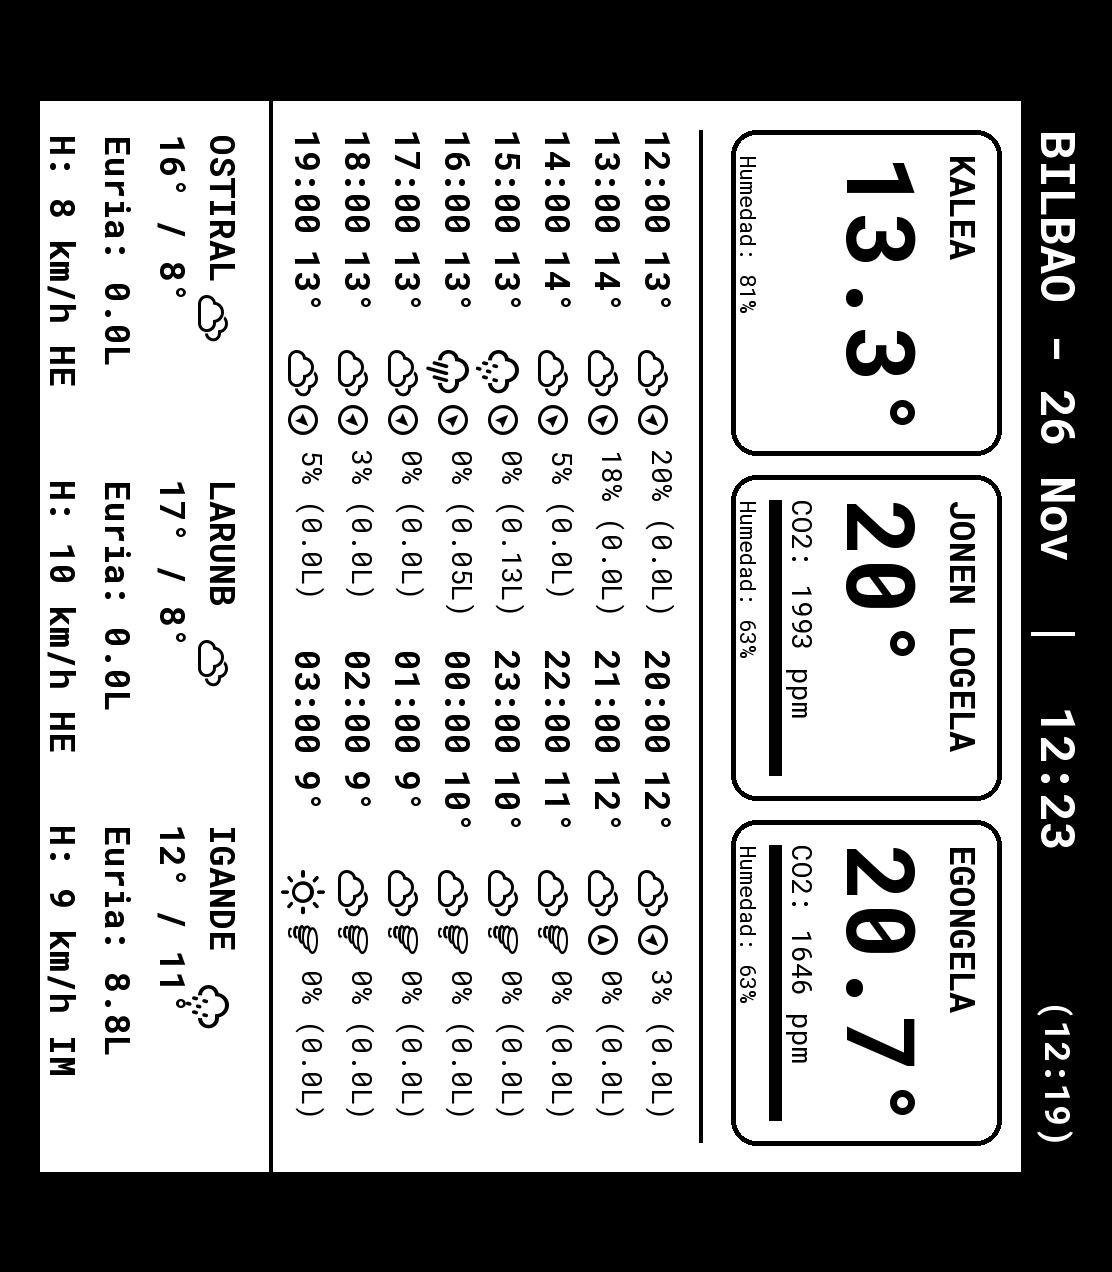 BILBAO - 26 Nov | 12:23 (12:19)
KALEA
13.3°
Humedad: 81%
JONEN LOGELA
20°
CO2: 1993 ppm
Humedad: 63%
EGONGELA
20.7°
CO2: 1646 ppm
Humedad: 63%
12:00 13° 20% (0.0L)
13:00 14° 18% (0.0L)
14:00 14° 5% (0.0L)
15:00 13° 0% (0.13L)
16:00 13° 0% (0.05L)
17:00 13° 0% (0.0L)
18:00 13° 3% (0.0L)
19:00 13° 5% (0.0L)
20:00 12° 3% (0.0L)
21:00 12° 0% (0.0L)
22:00 11° 0% (0.0L)
23:00 10° 0% (0.0L)
00:00 10° 0% (0.0L)
01:00 9° 0% (0.0L)
02:00 9° 0% (0.0L)
03:00 9° 0% (0.0L)
OSTIRAL
16° / 8°
Euria: 0.0L
H: 8 km/h HE
LARUNB
17° / 8°
Euria: 0.0L
H: 10 km/h HE
IGANDE
12° / 11°
Euria: 8.8L
H: 9 km/h IM